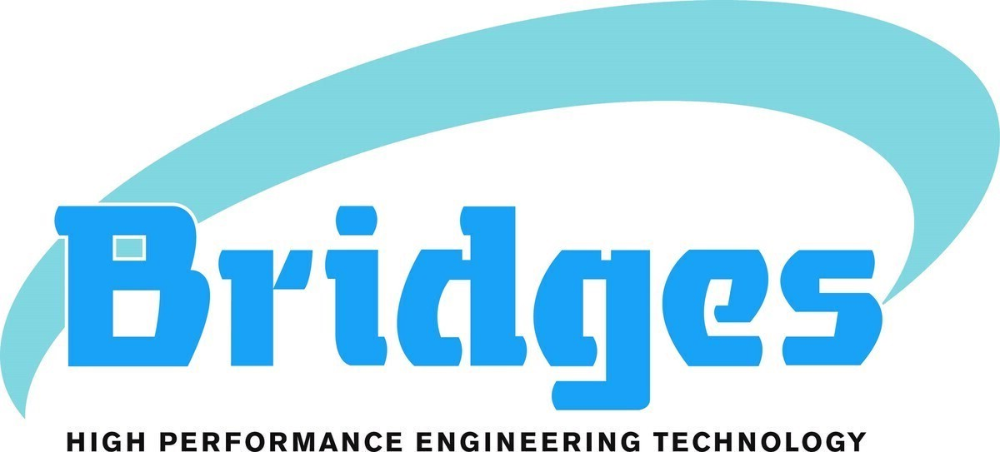 Bridges
HIGH PERFORMANCE ENGINEERING TECHNOLOGY